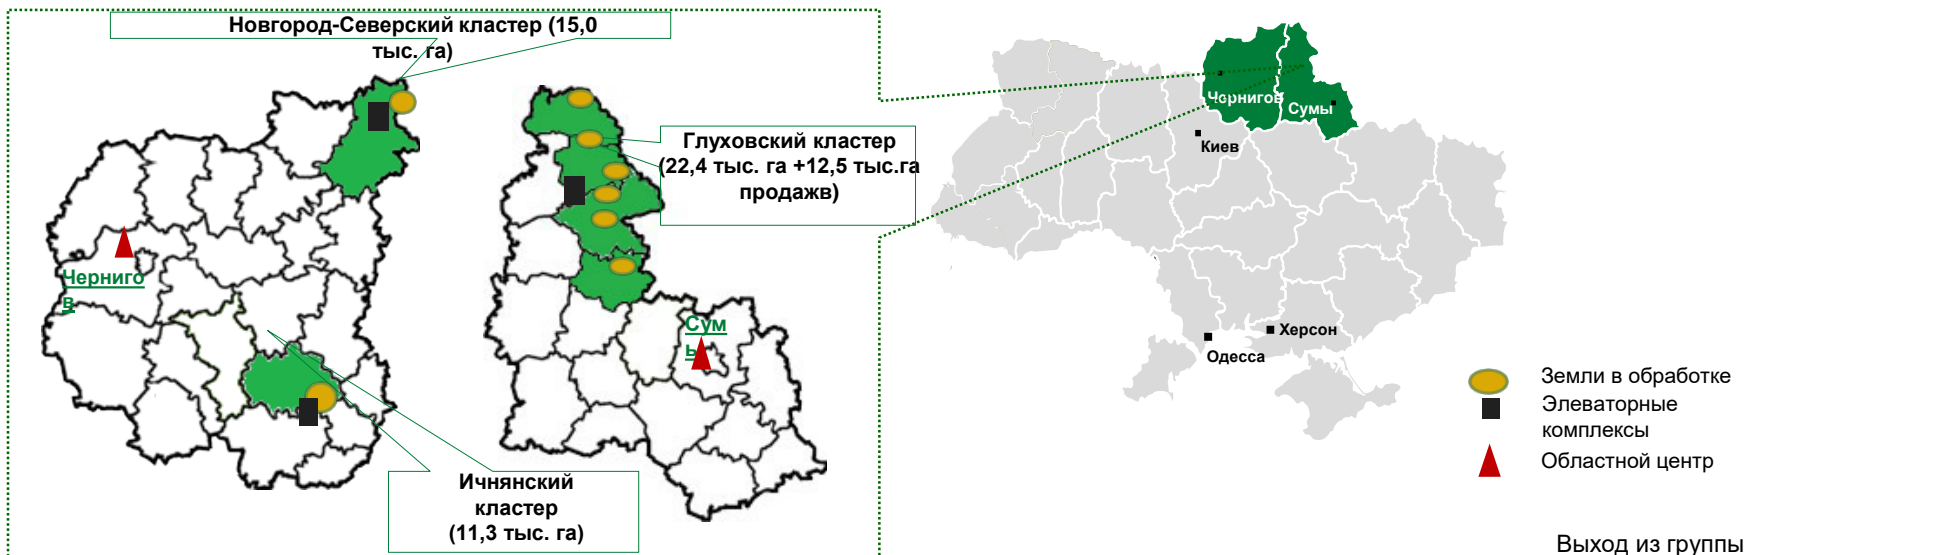 Новгород-Северский кластер (15,0
тыс. га)
Глуховский кластер
(22,4 тыс. га +12,5 тыс.га
продажв)
Черниго
в
Сум
ы
Ичнянский
кластер
(11,3 тыс. га)
Чернигов
Сумы
Киев
Херсон
Одесса
Земли в обработке
Элеваторные
комплексы
Областной центр
Выход из группы